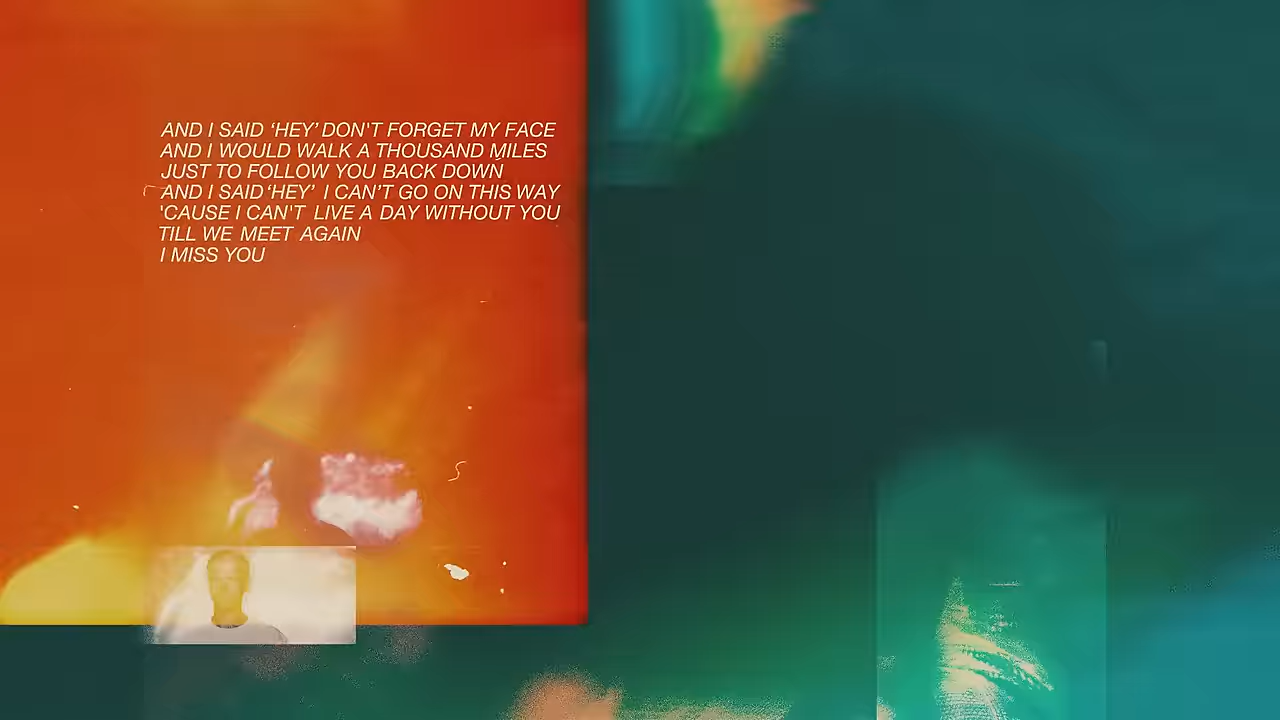 AND I SAID ‘HEY’ DON'T FORGET MY FACE
AND I WOULD WALK A THOUSAND MILES
JUST TO FOLLOW YOU BACK DOWN
AND I SAID ‘HEY’ I CAN’T GO ON THIS WAY
'CAUSE I CAN'T LIVE A DAY WITHOUT YOU
TILL WE MEET AGAIN
I MISS YOU